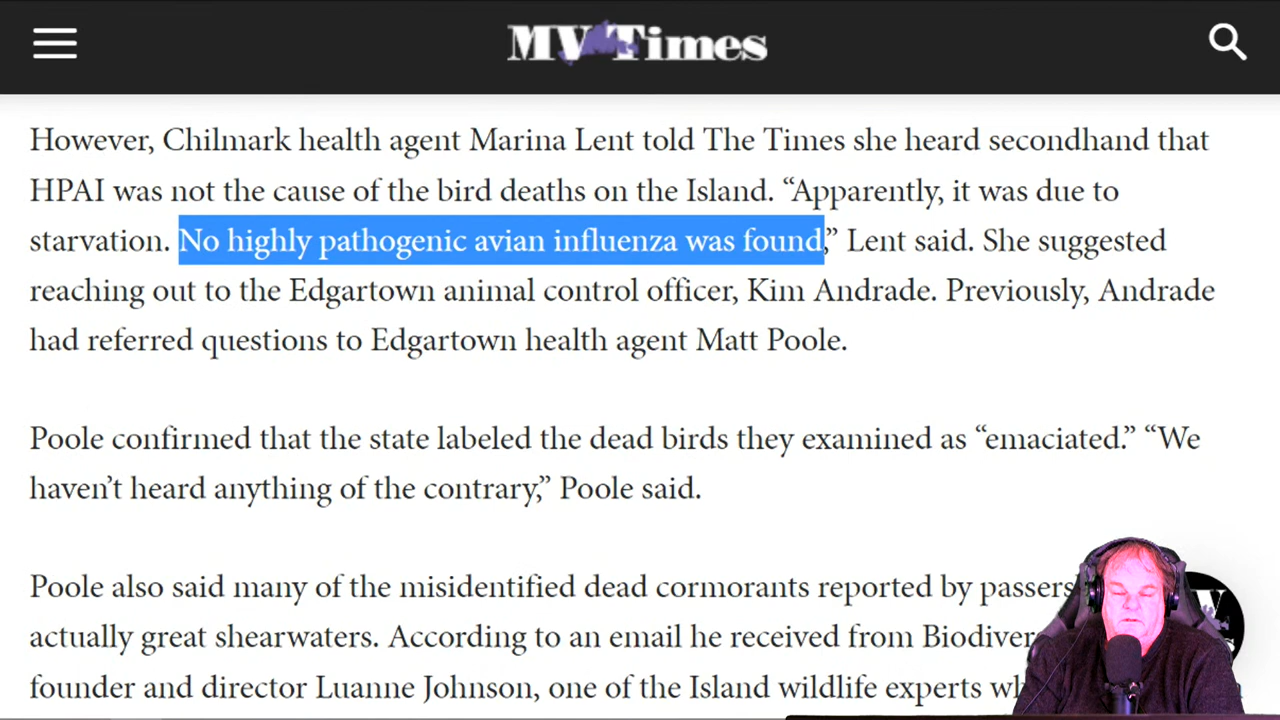 MV Times
However, Chilmark health agent Marina Lent told The Times she heard secondhand that
HPAI was not the cause of the bird deaths on the Island. “Apparently, it was due to
starvation. No highly pathogenic avian influenza was found,” Lent said. She suggested
reaching out to the Edgartown animal control officer, Kim Andrade. Previously, Andrade
had referred questions to Edgartown health agent Matt Poole.
Poole confirmed that the state labeled the dead birds they examined as “emaciated.” “We
haven’t heard anything of the contrary,” Poole said.
Poole also said many of the misidentified dead cormorants reported by
actually great shearwaters. According to an email he received from
founder and director Luanne Johnson, one of the Island wildlife experts